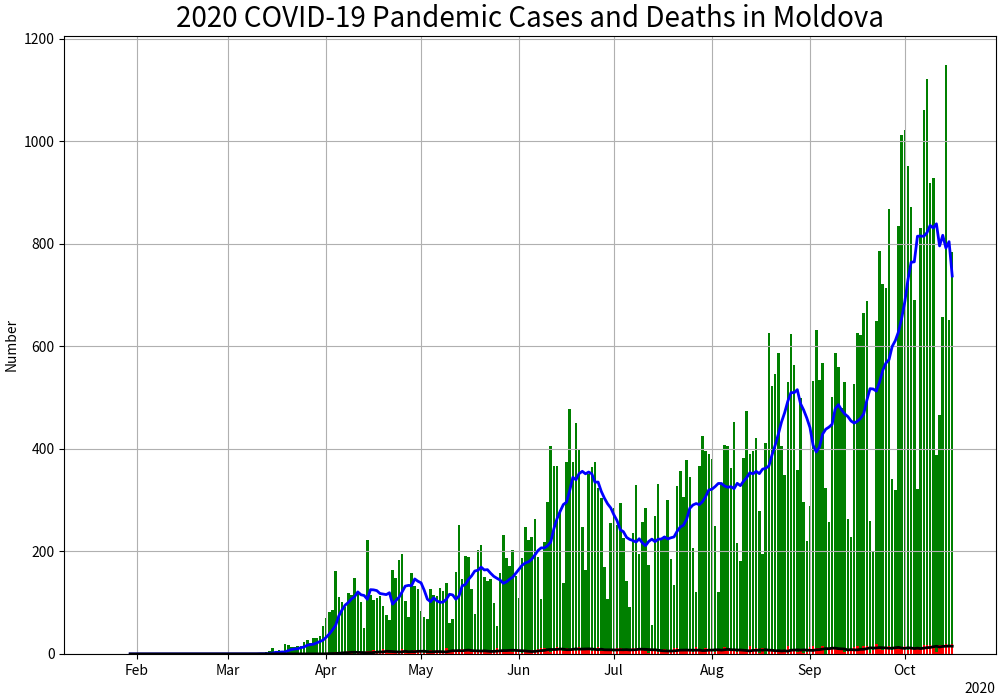 2020 COVID-19 Pandemic Cases and Deaths in Moldova
Number
1200
1000
800
600
400
200
0
Feb Mar Apr May Jun Jul Aug Sep Oct
2020